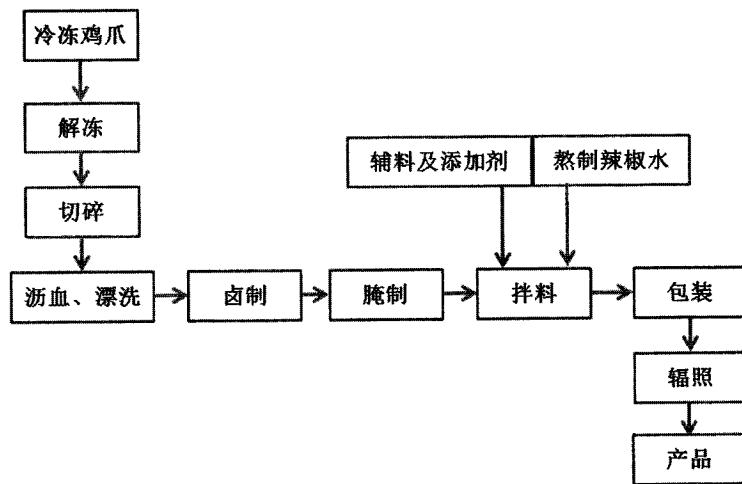 冷冻鸡爪
解冻
切碎
沥血、漂洗
卤制
腌制
辅料及添加剂
熬制辣椒水
拌料
包装
辐照
产品